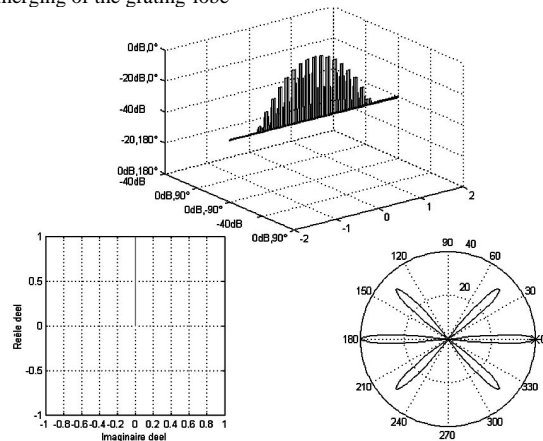 merging of the grating lobe
0dB,0°
-20dB,0°
-40dB
-20,180°
0dB,180°
-40dB
0dB,90°
0dB,-90°
-40dB
0dB,90°
-2
-1
0
1
2
1
0.5
0
-0.5
-1
Reële deel
-1 -0.8 -0.6 -0.4 -0.2 0 0.2 0.4 0.6 0.8 1
Imaginaire deel
90 40
120 60
20
150 30
180
210 330
240 300
270